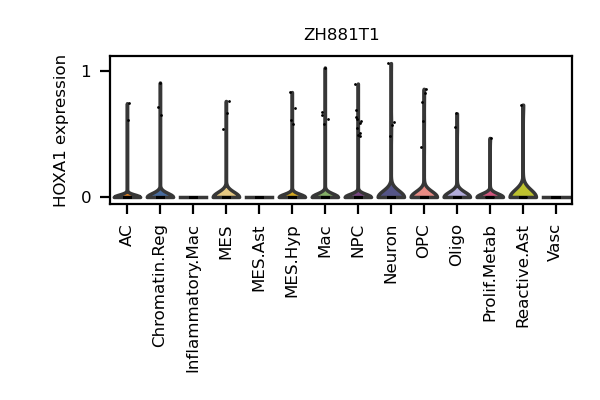 ZH881T1
HOXA1 expression
1
0
AC
Chromatin.Reg
Inflammatory.Mac
MES
MES.Ast
MES.Hyp
Mac
NPC
Neuron
OPC
Oligo
Prolif.Metab
Reactive.Ast
Vasc